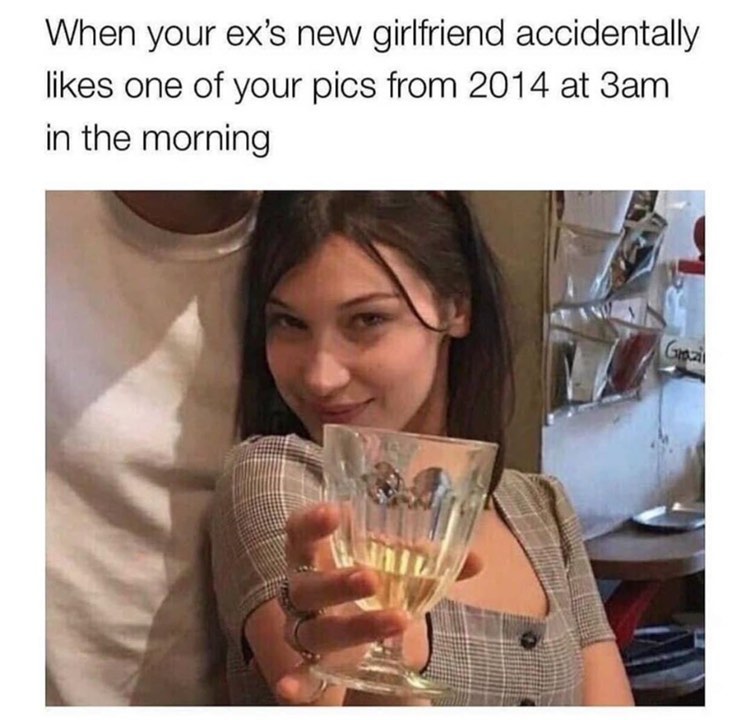 When your ex's new girlfriend accidentally
likes one of your pics from 2014 at 3am
in the morning